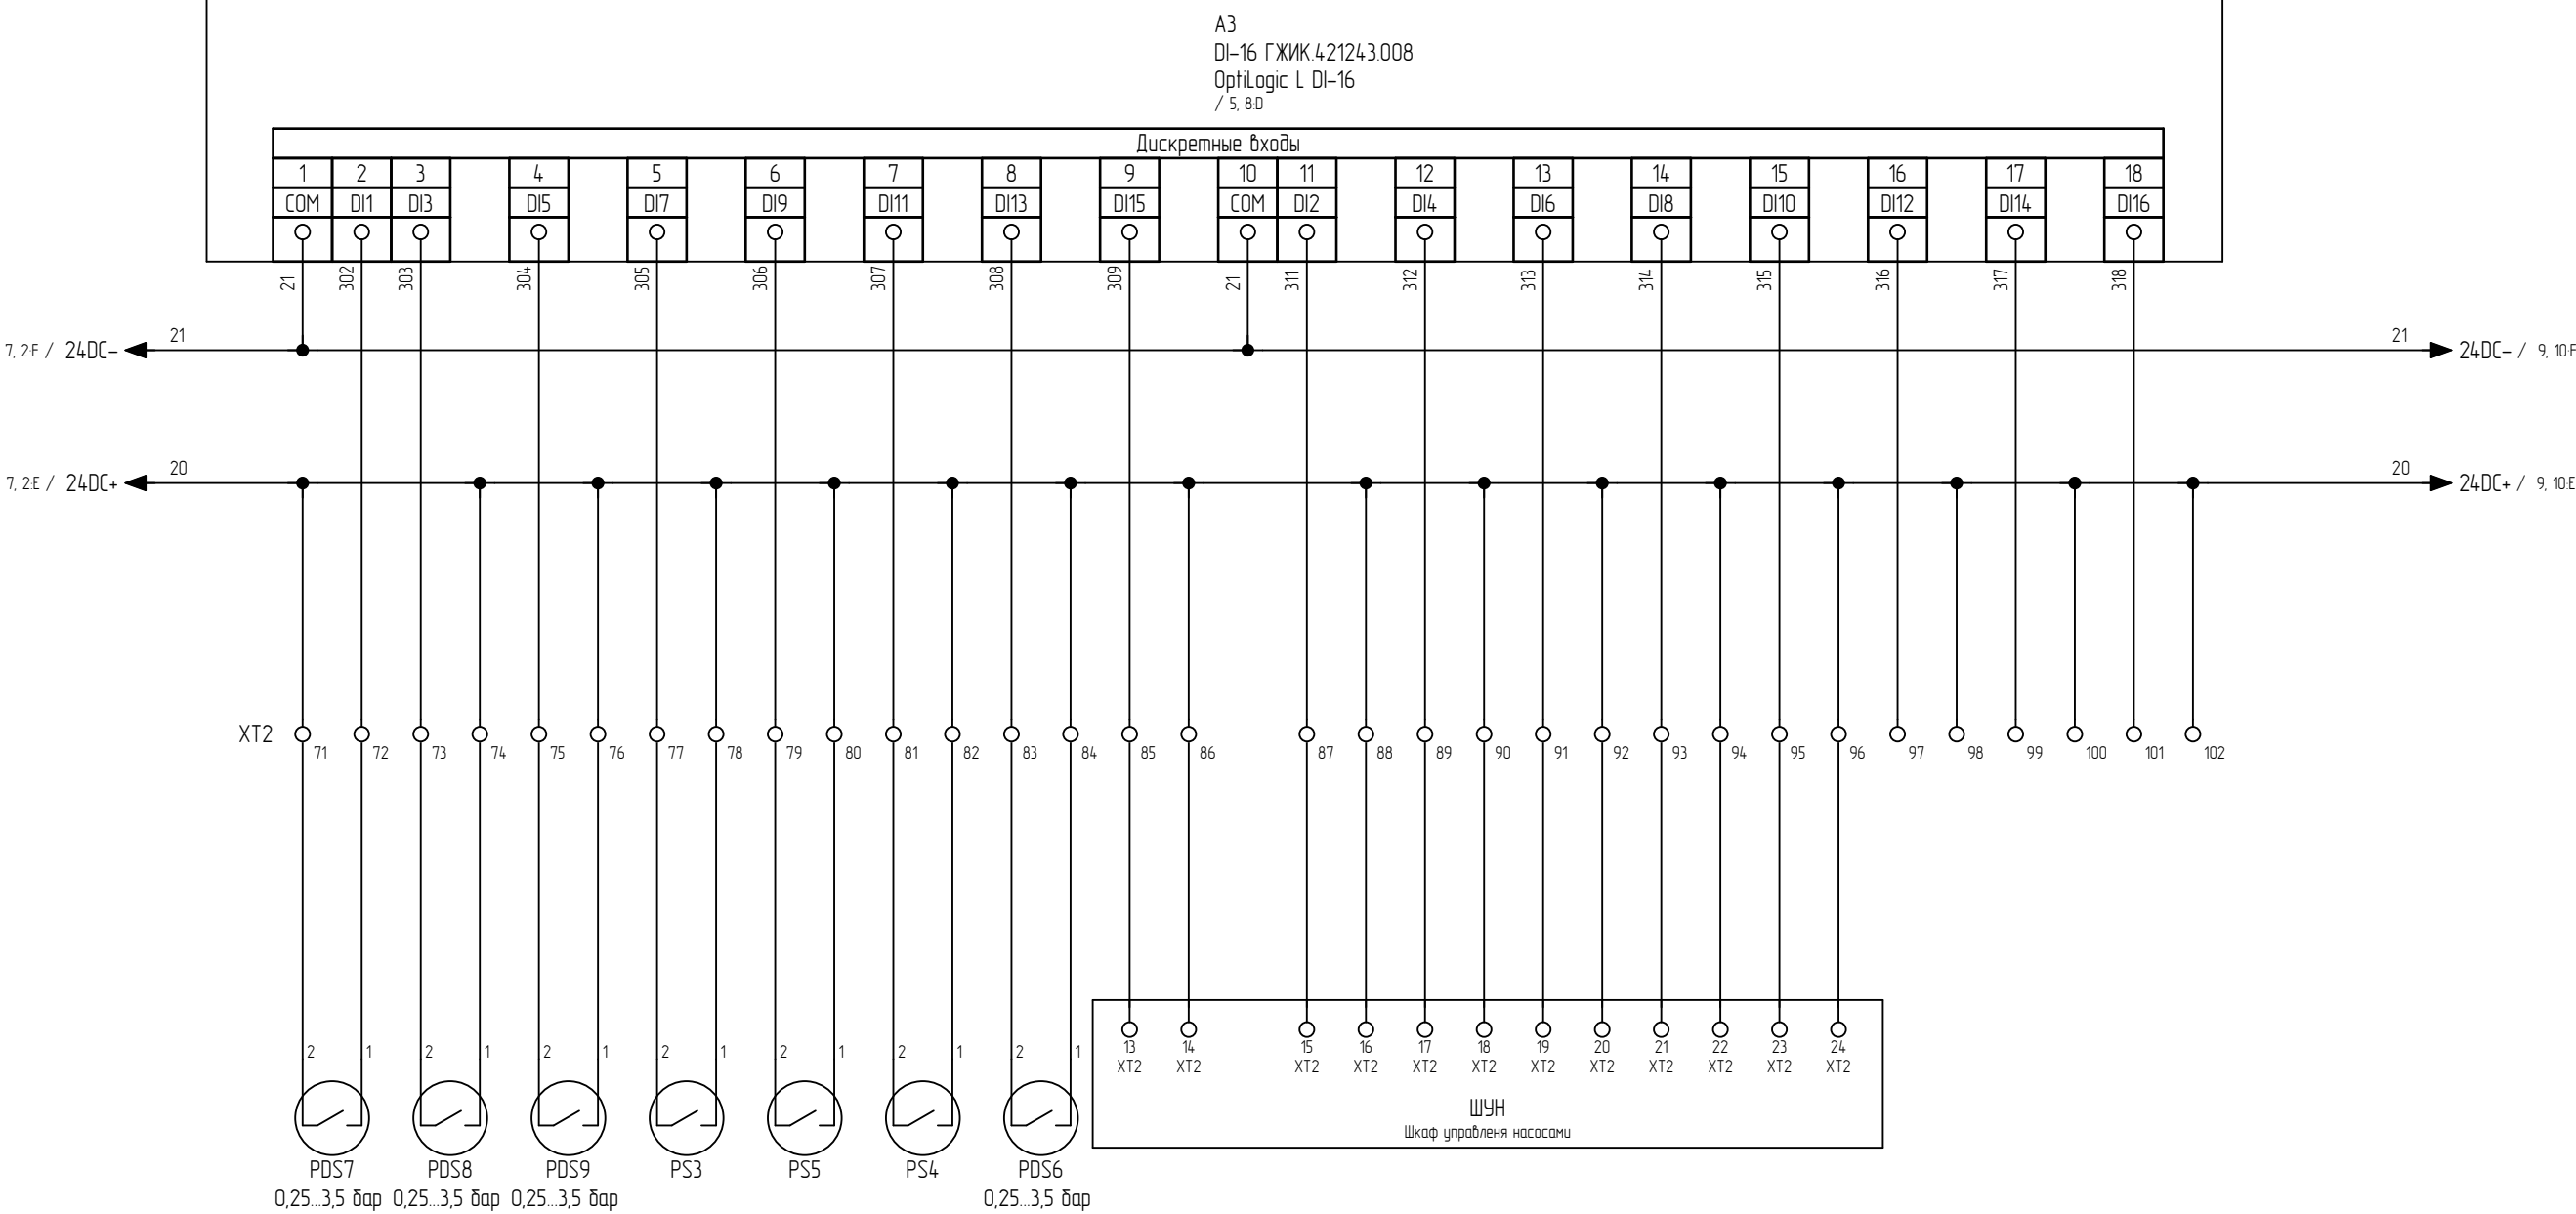 А3
DI-16 ГЖИК.421243.008
OptiLogic L DI-16
/ 5, 8:D
Дискретные входы
1 2 3 4 5 6 7 8 9 10 11 12 13 14 15 16 17 18
COM DI1 DI3 DI5 DI7 DI9 DI11 DI13 DI15 COM DI2 DI4 DI6 DI8 DI10 DI12 DI14 DI16
21 302 303 304 305 306 307 308 309 21 311 312 313 314 315 316 317 318
21 21
7, 2:F / 24DC- 24DC- / 9, 10:F
20 20
7, 2:E / 24DC+ 24DC+ / 9, 10:E
XT2
71 72 73 74 75 76 77 78 79 80 81 82 83 84 85 86 87 88 89 90 91 92 93 94 95 96 97 98 99 100 101 102
2 1 2 1 2 1 2 1 2 1 2 1 2 1
13 14 15 16 17 18 19 20 21 22 23 24
XT2 XT2 XT2 XT2 XT2 XT2 XT2 XT2 XT2 XT2 XT2 XT2
ШУН
Шкаф управленя насосами
PDS7 PDS8 PDS9 PS3 PS5 PS4 PDS6
0,25...3,5 бар 0,25...3,5 бар 0,25...3,5 бар 0,25...3,5 бар